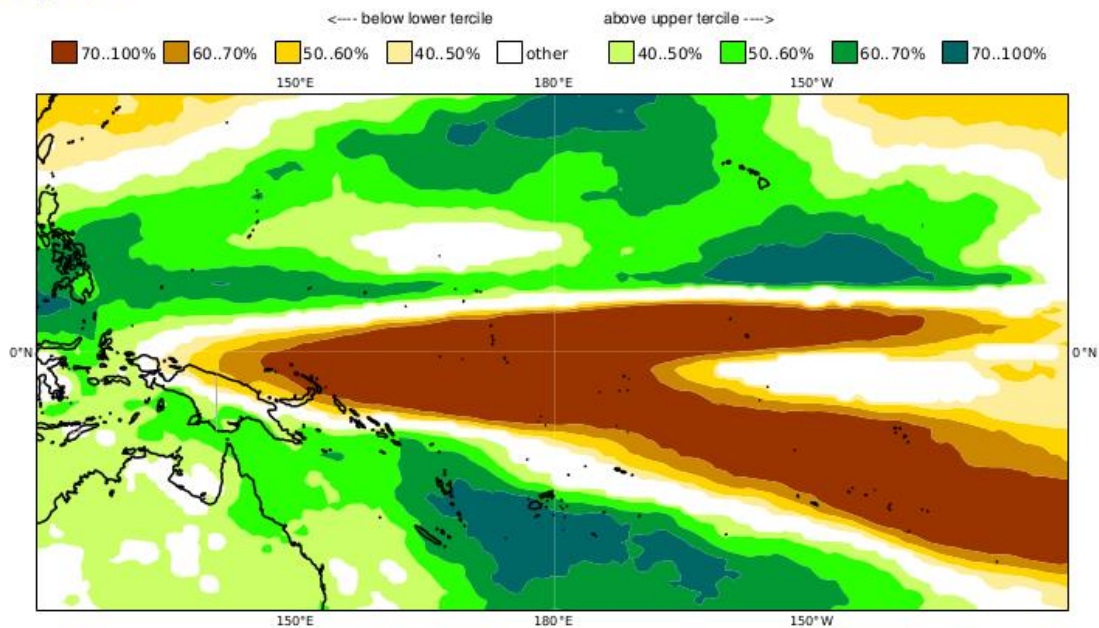 <---- below lower tercile above upper tercile ---->
70..100% 60..70% 50..60% 40..50% other 40..50% 50..60% 60..70% 70..100%
150°E 180°E 150°W
0°N 0°N
150°E 180°E 150°W